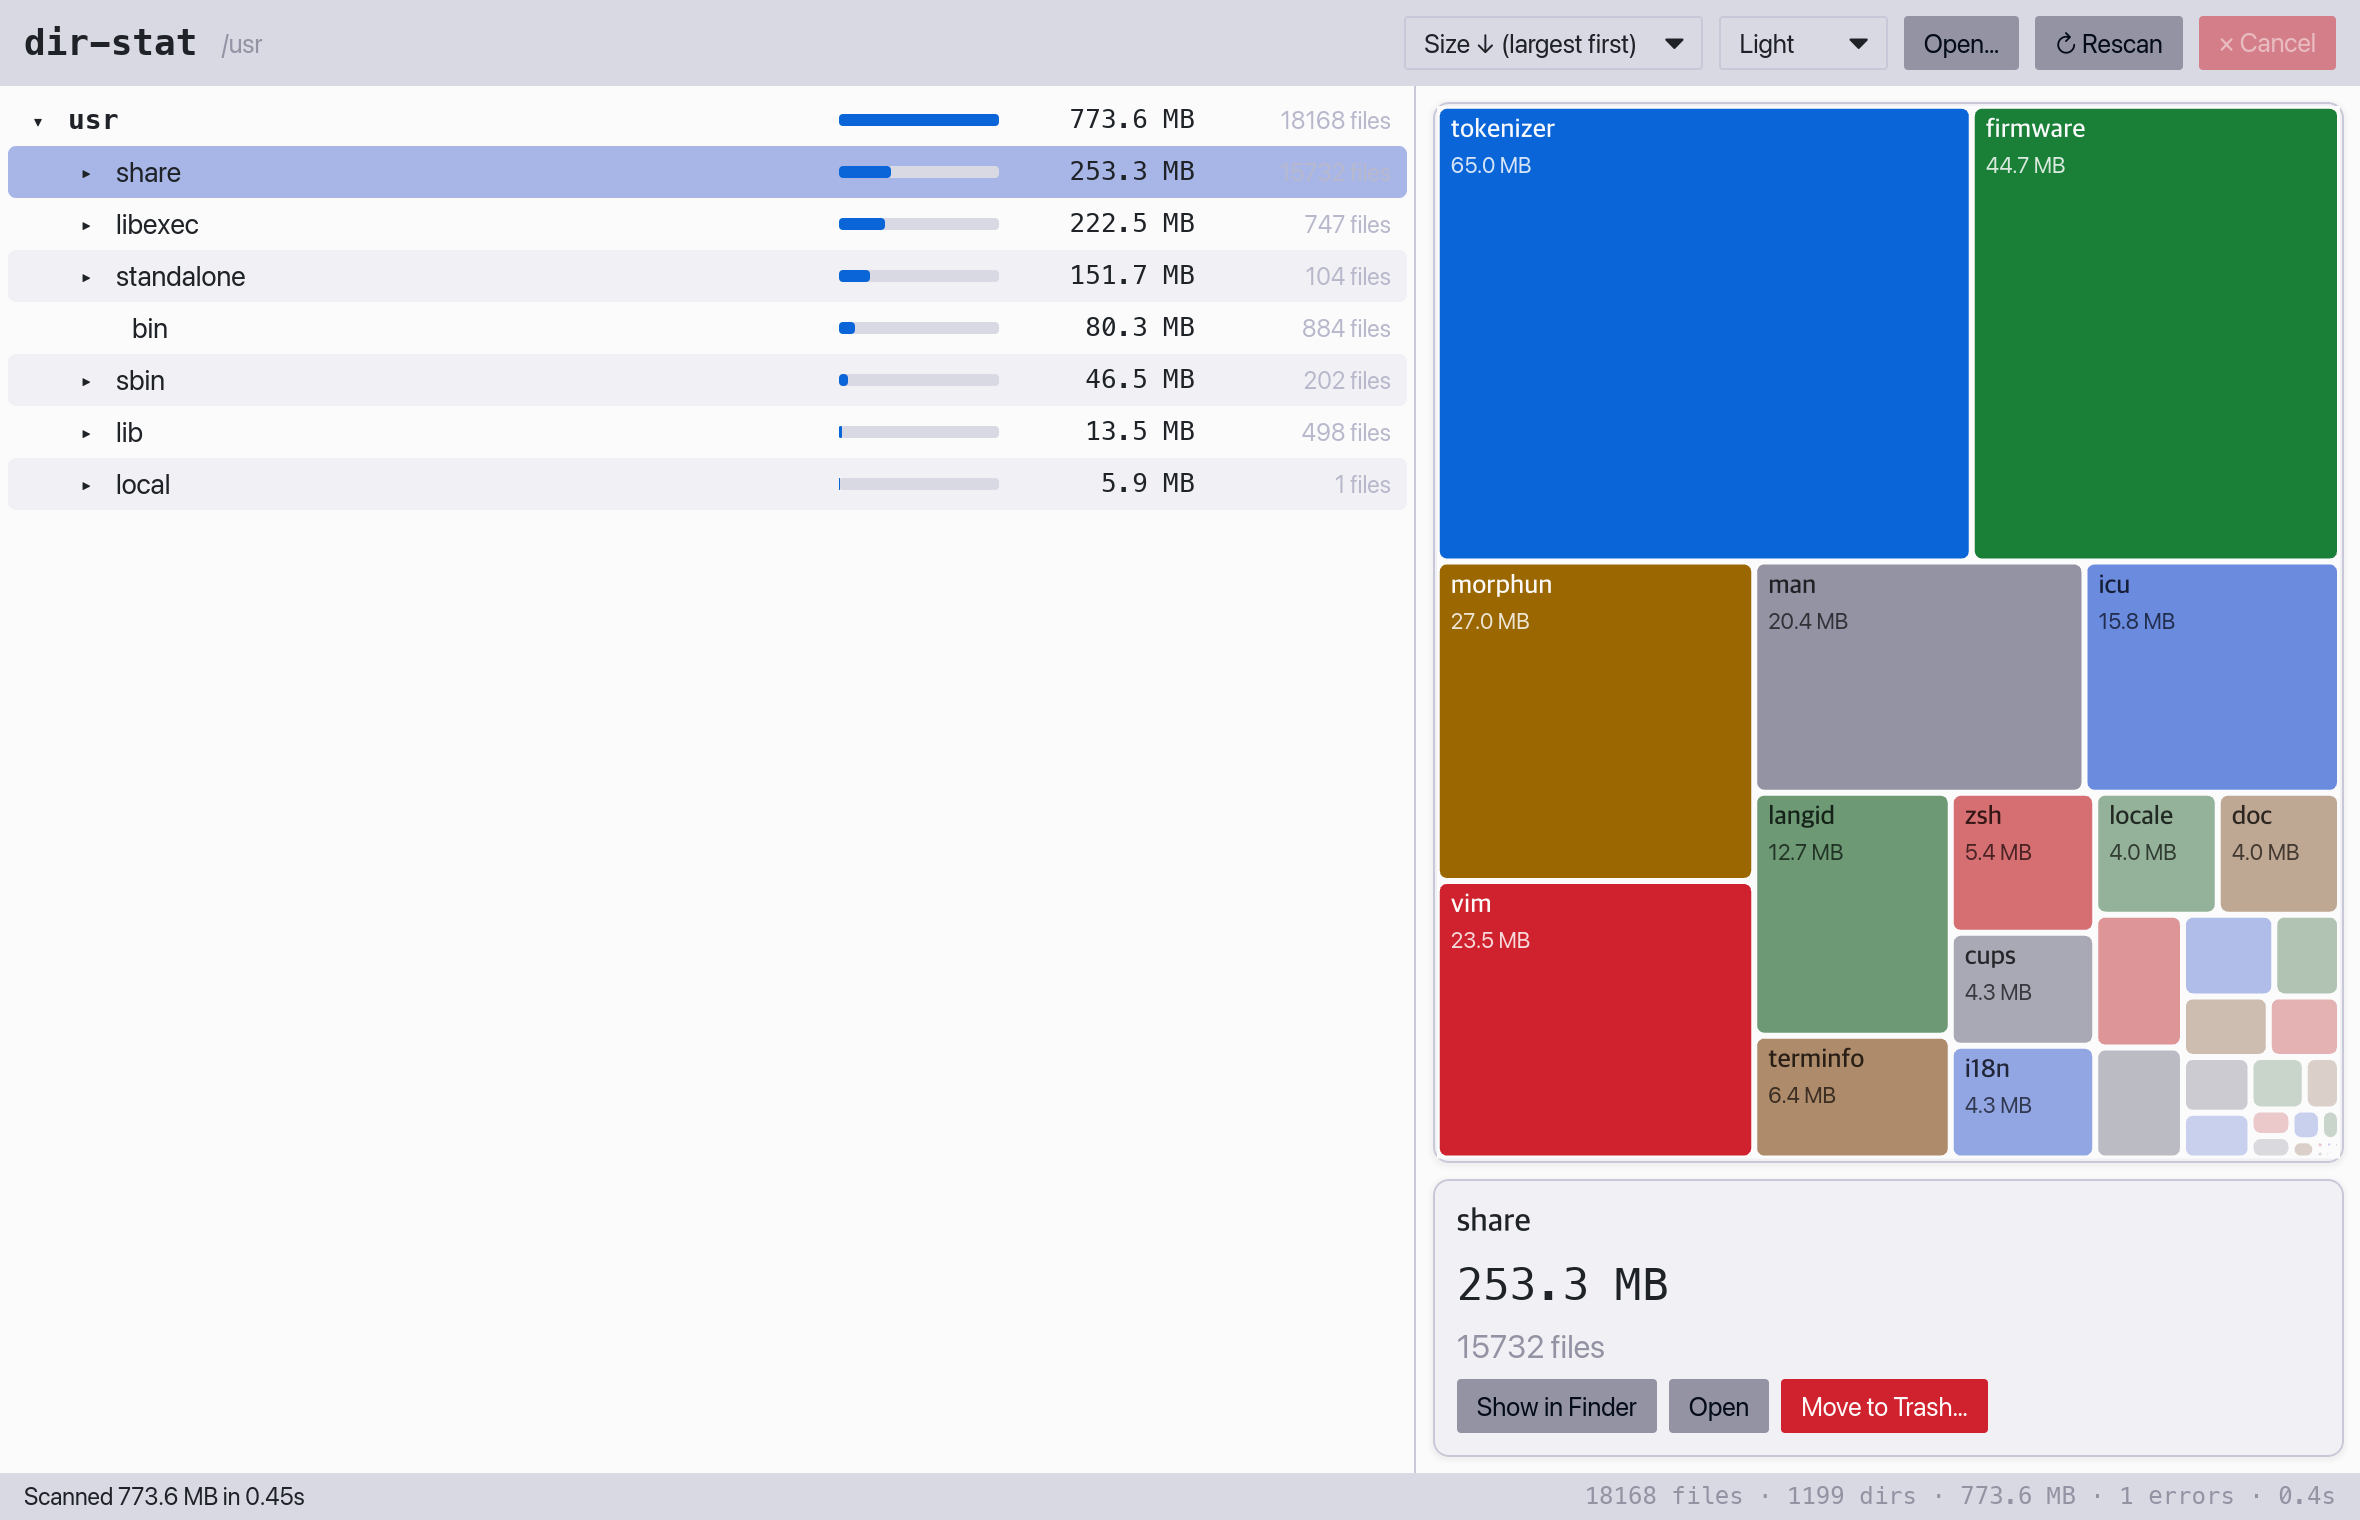 dir-stat /usr Size ↓ (largest first) Light Open... ↻ Rescan × Cancel
▾ usr 773.6 MB 18168 files
▸ share 253.3 MB 15732 files
▸ libexec 222.5 MB 747 files
▸ standalone 151.7 MB 104 files
bin 80.3 MB 884 files
▸ sbin 46.5 MB 202 files
▸ lib 13.5 MB 498 files
▸ local 5.9 MB 1 files
tokenizer
65.0 MB
firmware
44.7 MB
morphun
27.0 MB
man
20.4 MB
icu
15.8 MB
vim
23.5 MB
langid
12.7 MB
zsh
5.4 MB
locale
4.0 MB
doc
4.0 MB
cups
4.3 MB
terminfo
6.4 MB
i18n
4.3 MB
share
253.3 MB
15732 files
Show in Finder Open Move to Trash...
Scanned 773.6 MB in 0.45s 18168 files · 1199 dirs · 773.6 MB · 1 errors · 0.4s